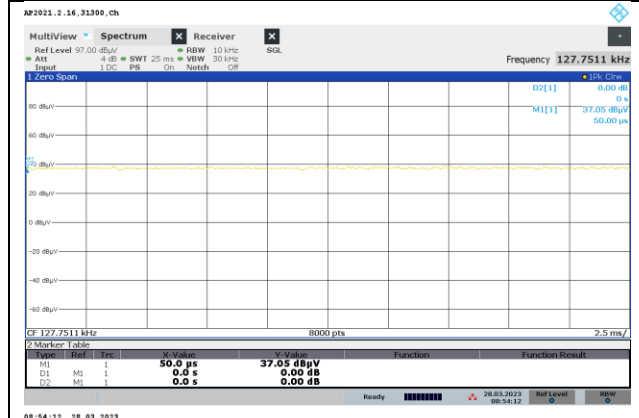 AP2021.2.16,31300,Ch
MultiView Spectrum X Receiver X
Ref Level 97.00 dBµV RBW 10 kHz SGL
Att 4 dB SWT 25 ms VBW 30 kHz Frequency 127.7511 kHz
Input 1 DC PS On Notch Off
1 Zero Span 1Pk Clrw
D2[1] 0.00 dB
0 s
M1[1] 37.05 dBµV
50.00 µs
80 dBµV
60 dBµV
M1
D2 dBµV
20 dBµV
0 dBµV
-20 dBµV
-40 dBµV
-60 dBµV
CF 127.7511 kHz 8000 pts 2.5 ms/
2 Marker Table
Type Ref Trc X-Value Y-Value Function Function Result
M1 1 50.0 µs 37.05 dBµV
D1 M1 1 0.0 s 0.00 dB
D2 M1 1 0.0 s 0.00 dB
Ready 28.03.2023 Ref Level RBW
08:54:12
08:54:12 28.03.2023